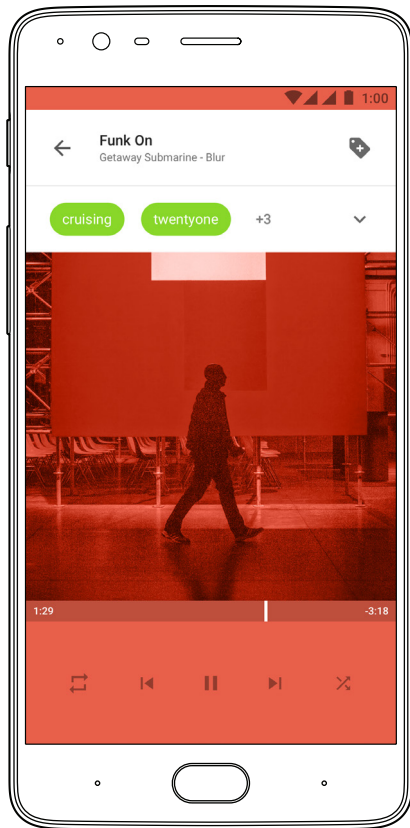 1:00
Funk On
Getaway Submarine - Blur
cruising twentyone +3
1:29 -3:18